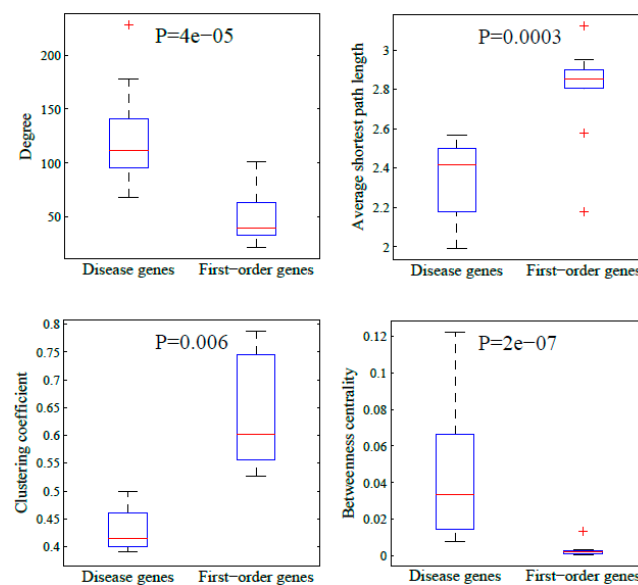 P=4e−05
Degree
200
150
100
50
Disease genes First−order genes
P=0.0003
Average shortest path length
3
2.8
2.6
2.4
2.2
2
Disease genes First−order genes
P=0.006
Clustering coefficient
0.8
0.75
0.7
0.65
0.6
0.55
0.5
0.45
0.4
Disease genes First−order genes
P=2e−07
Betweenness centrality
0.12
0.1
0.08
0.06
0.04
0.02
0
Disease genes First−order genes